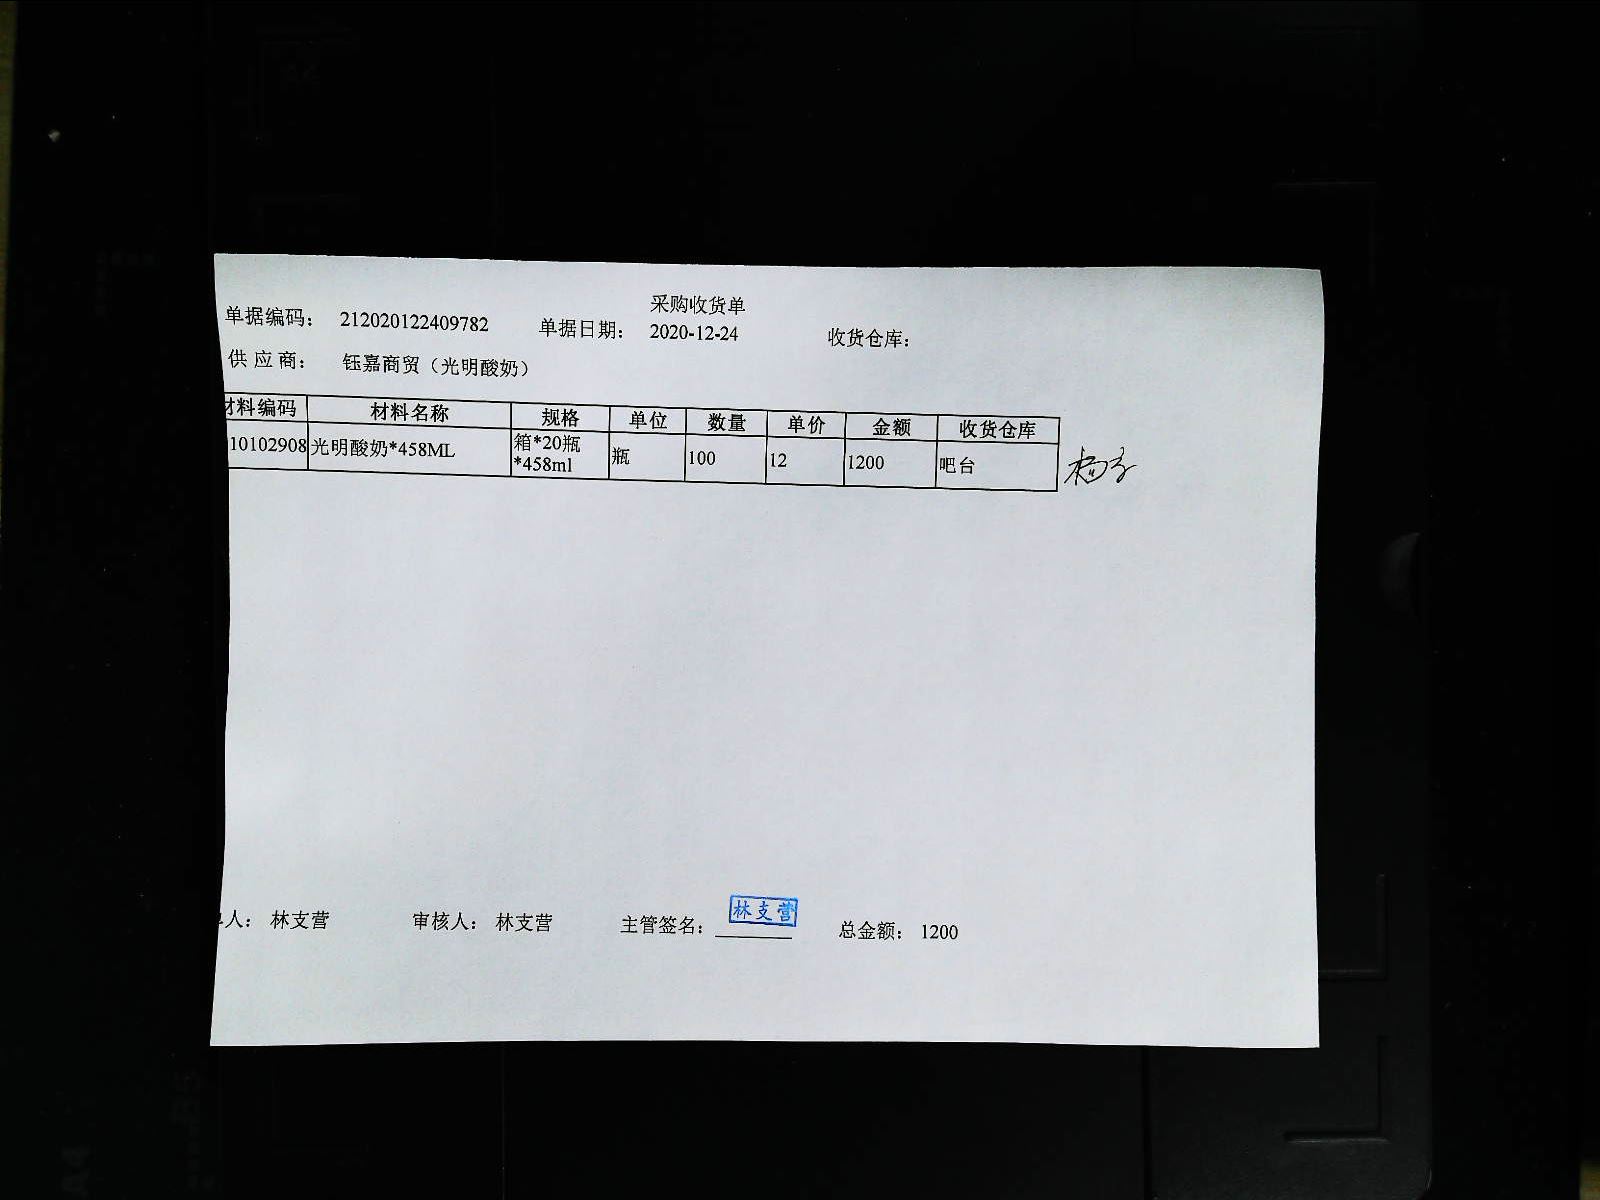 采购收货单
单据编码： 212020122409782 单据日期： 2020-12-24 收货仓库：
供 应 商： 钰嘉商贸（光明酸奶）
材料编码 材料名称 规格 单位 数量 单价 金额 收货仓库
10102908 光明酸奶*458ML 箱*20瓶 瓶 100 12 1200 吧台
*458ml
人： 林支营 审核人： 林支营 主管签名： 林支营 总金额： 1200